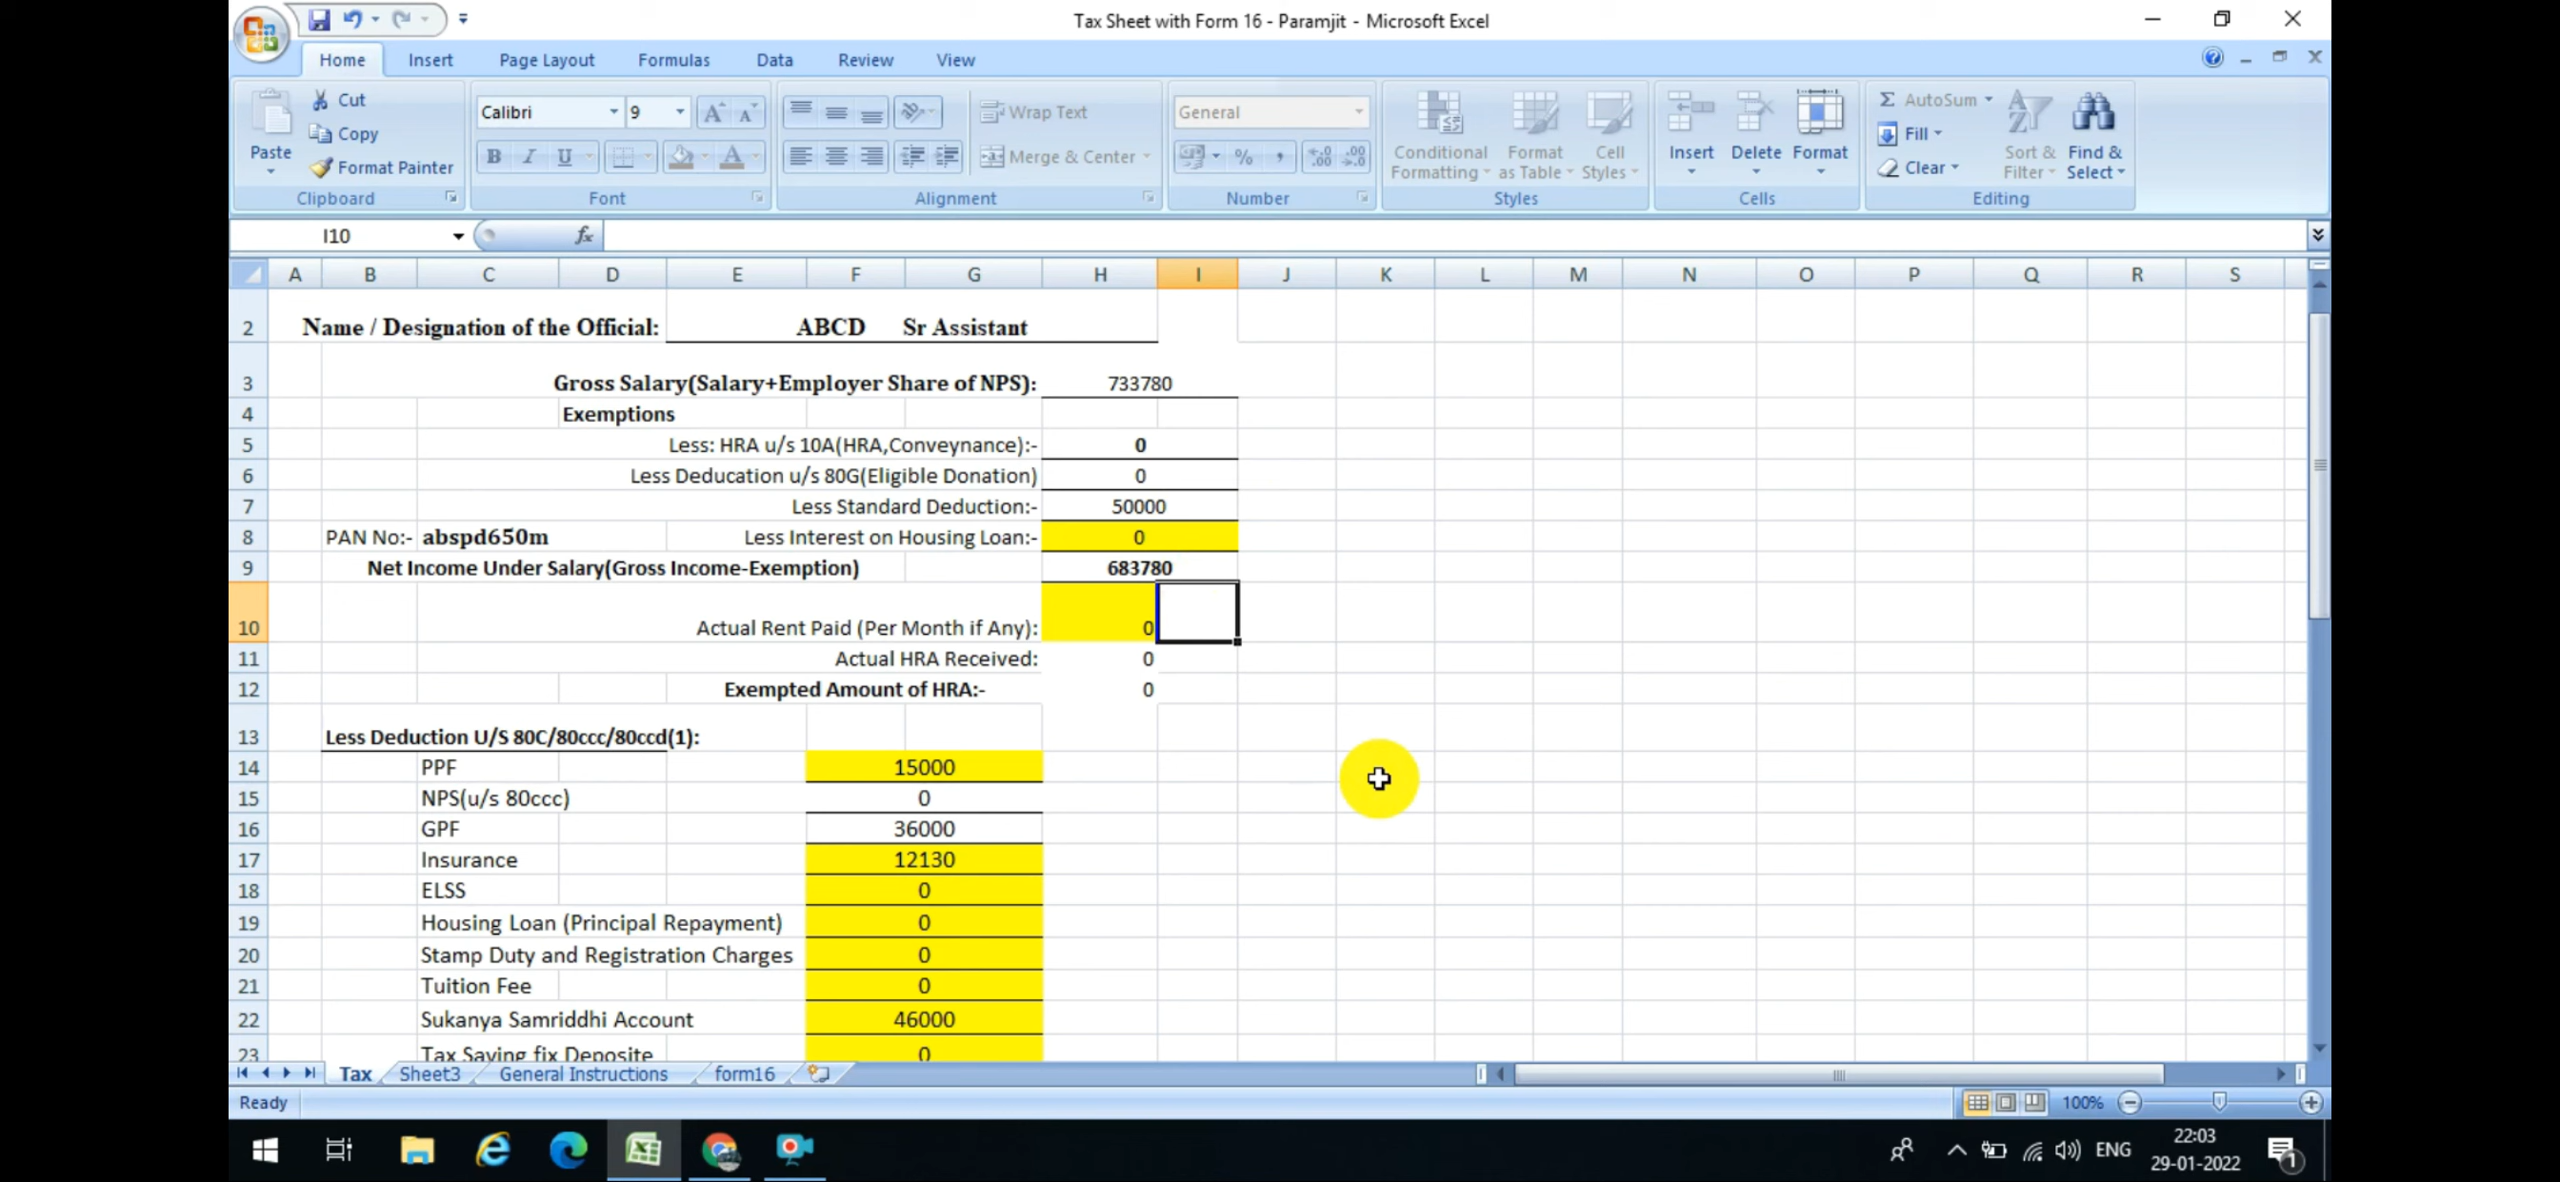 Tax Sheet with Form 16 - Paramjit - Microsoft Excel
Home Insert Page Layout Formulas Data Review View
Paste
Cut
Copy
Format Painter
Clipboard
Calibri 9
B I U A
Font
Wrap Text
Merge & Center
Alignment
General
%
Number
Conditional Formatting
Format as Table
Cell Styles
Styles
Insert Delete Format
Cells
Σ AutoSum
Fill
Clear
Sort & Filter
Find & Select
Editing
I10 fx
A B C D E F G H I J K L M N O P Q R S
2 Name / Designation of the Official: ABCD Sr Assistant
3 Gross Salary(Salary+Employer Share of NPS): 733780
4 Exemptions
5 Less: HRA u/s 10A(HRA,Conveynance):- 0
6 Less Deducation u/s 80G(Eligible Donation) 0
7 Less Standard Deduction:- 50000
8 PAN No:- abspd650m Less Interest on Housing Loan:- 0
9 Net Income Under Salary(Gross Income-Exemption) 683780
10 Actual Rent Paid (Per Month if Any): 0
11 Actual HRA Received: 0
12 Exempted Amount of HRA:- 0
13 Less Deduction U/S 80C/80ccc/80ccd(1):
14 PPF 15000
15 NPS(u/s 80ccc) 0
16 GPF 36000
17 Insurance 12130
18 ELSS 0
19 Housing Loan (Principal Repayment) 0
20 Stamp Duty and Registration Charges 0
21 Tuition Fee 0
22 Sukanya Samriddhi Account 46000
23 Tax Saving fix Deposite 0
Tax Sheet3 General Instructions form16
Ready 100%
ENG
22:03
29-01-2022
1